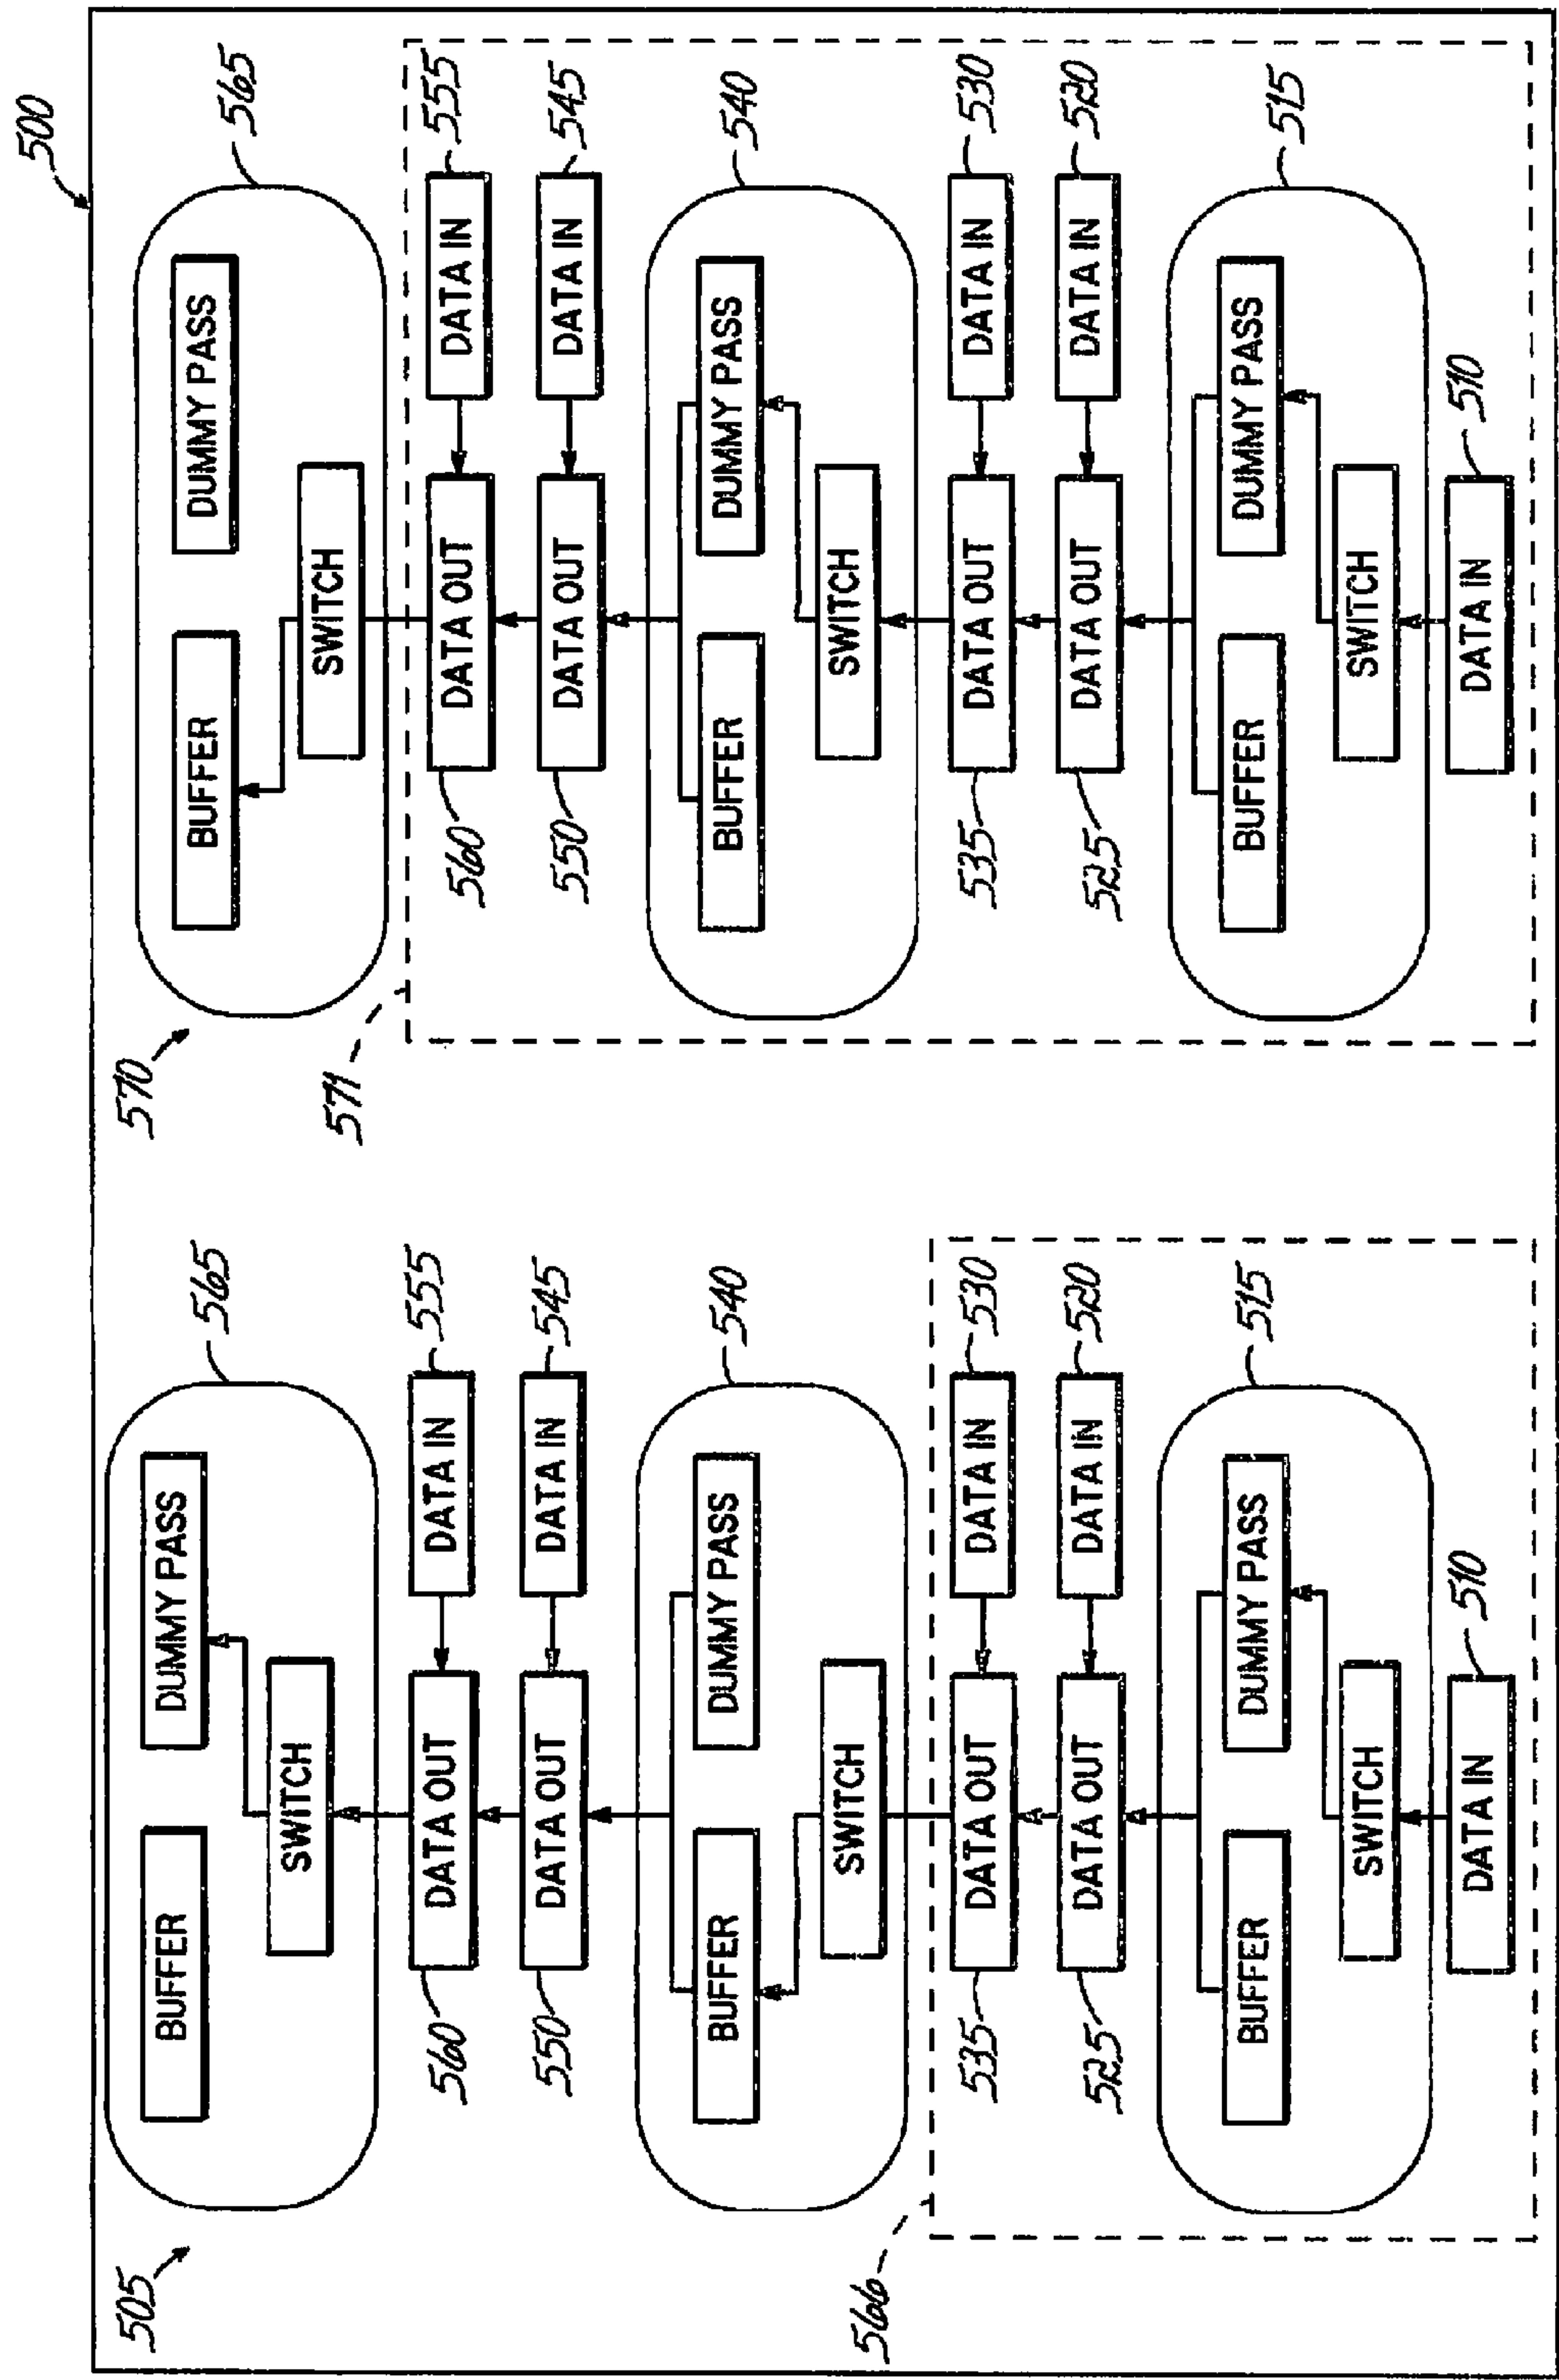 500
505
BUFFER
DUMMY PASS
565
SWITCH
560
DATA OUT
DATA IN
555
550
DATA OUT
DATA IN
545
BUFFER
DUMMY PASS
540
SWITCH
566
535
DATA OUT
DATA IN
530
525
DATA OUT
DATA IN
520
BUFFER
DUMMY PASS
515
SWITCH
DATA IN
510
570
BUFFER
DUMMY PASS
565
SWITCH
571
560
DATA OUT
DATA IN
555
550
DATA OUT
DATA IN
545
BUFFER
DUMMY PASS
540
SWITCH
535
DATA OUT
DATA IN
530
525
DATA OUT
DATA IN
520
BUFFER
DUMMY PASS
515
SWITCH
DATA IN
510